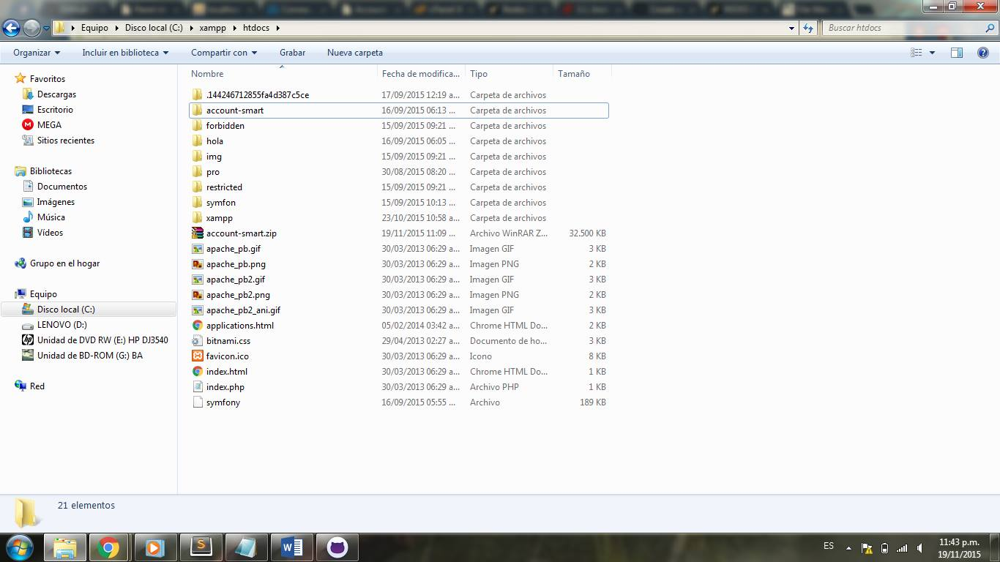 Equipo Disco local (C:) xampp htdocs
Buscar htdocs
Organizar Incluir en biblioteca Compartir con Grabar Nueva carpeta
Favoritos
Descargas
Escritorio
MEGA
Sitios recientes
Bibliotecas
Documentos
Imágenes
Música
Vídeos
Grupo en el hogar
Equipo
Disco local (C:)
LENOVO (D:)
Unidad de DVD RW (E:) HP DJ3540
Unidad de BD-ROM (G:) BA
Red
Nombre Fecha de modifica... Tipo Tamaño
.144246712855fa4d387c5ce 17/09/2015 12:19 a... Carpeta de archivos
account-smart 16/09/2015 06:13 ... Carpeta de archivos
forbidden 15/09/2015 09:21 ... Carpeta de archivos
hola 16/09/2015 06:05 ... Carpeta de archivos
img 15/09/2015 09:21 ... Carpeta de archivos
pro 30/08/2015 08:20 ... Carpeta de archivos
restricted 15/09/2015 09:21 ... Carpeta de archivos
symfon 15/09/2015 10:13 ... Carpeta de archivos
xampp 23/10/2015 10:58 a... Carpeta de archivos
account-smart.zip 19/11/2015 11:09 ... Archivo WinRAR Z... 32.500 KB
apache_pb.gif 30/03/2013 06:29 a... Imagen GIF 3 KB
apache_pb.png 30/03/2013 06:29 a... Imagen PNG 2 KB
apache_pb2.gif 30/03/2013 06:29 a... Imagen GIF 3 KB
apache_pb2.png 30/03/2013 06:29 a... Imagen PNG 2 KB
apache_pb2_ani.gif 30/03/2013 06:29 a... Imagen GIF 3 KB
applications.html 05/02/2014 03:42 a... Chrome HTML Do... 2 KB
bitnami.css 29/04/2013 02:27 a... Documento de ho... 3 KB
favicon.ico 30/03/2013 06:29 a... Icono 8 KB
index.html 30/03/2013 06:29 a... Chrome HTML Do... 1 KB
index.php 30/03/2013 06:29 a... Archivo PHP 1 KB
symfony 16/09/2015 05:55 ... Archivo 189 KB
21 elementos
ES
11:43 p.m.
19/11/2015